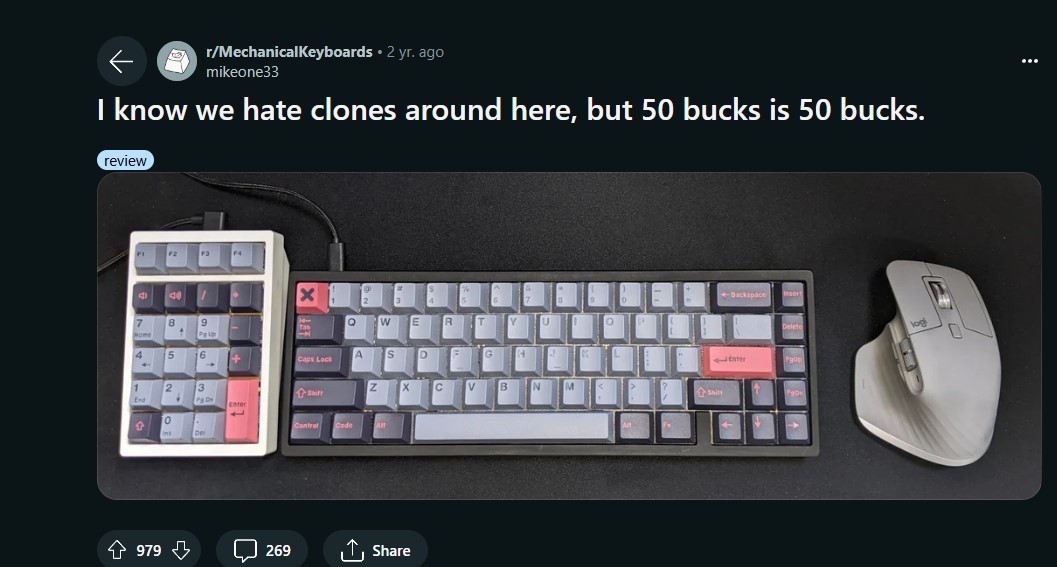 r/MechanicalKeyboards • 2 yr. ago
mikeone33
I know we hate clones around here, but 50 bucks is 50 bucks.
review
F1 F2 F3 F4
/
7 8 9 -
Home Pg Up
4 5 6 +
1 2 3 Enter
End Pg Dn
0 .
Ins Del
1 2 3 4 5 6 7 8 9 0 - = Backspace Insert
Tab Q W E R T Y U I O P Delete
Caps Lock A S D F G H J K L Enter PgUp
Shift Z X C V B N M < > ? Shift PgDn
Control Code Alt Alt Fn
logi
979 269 Share